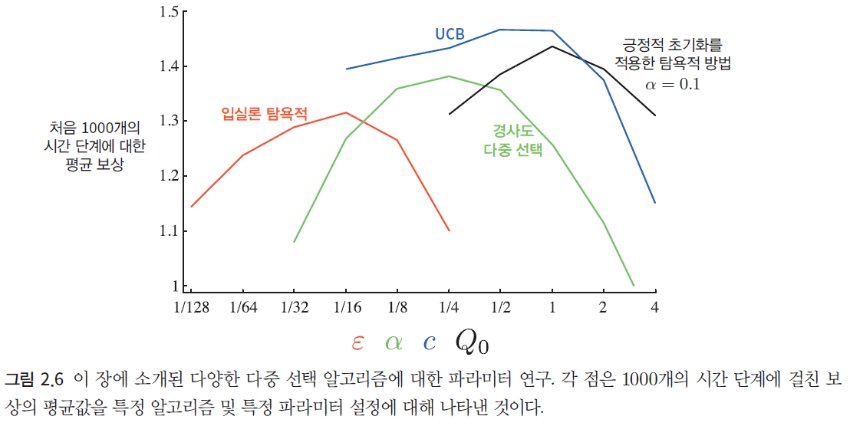 1.5
UCB
긍정적 초기화를
적용한 탐욕적 방법
α = 0.1
1.4
입실론 탐욕적
처음 1000개의
시간 단계에 대한
평균 보상
1.3
경사도
다중 선택
1.2
1.1
1
1/128 1/64 1/32 1/16 1/8 1/4 1/2 1 2 4
ε α c Q₀
그림 2.6 이 장에 소개된 다양한 다중 선택 알고리즘에 대한 파라미터 연구. 각 점은 1000개의 시간 단계에 걸친 보
상의 평균값을 특정 알고리즘 및 특정 파라미터 설정에 대해 나타낸 것이다.